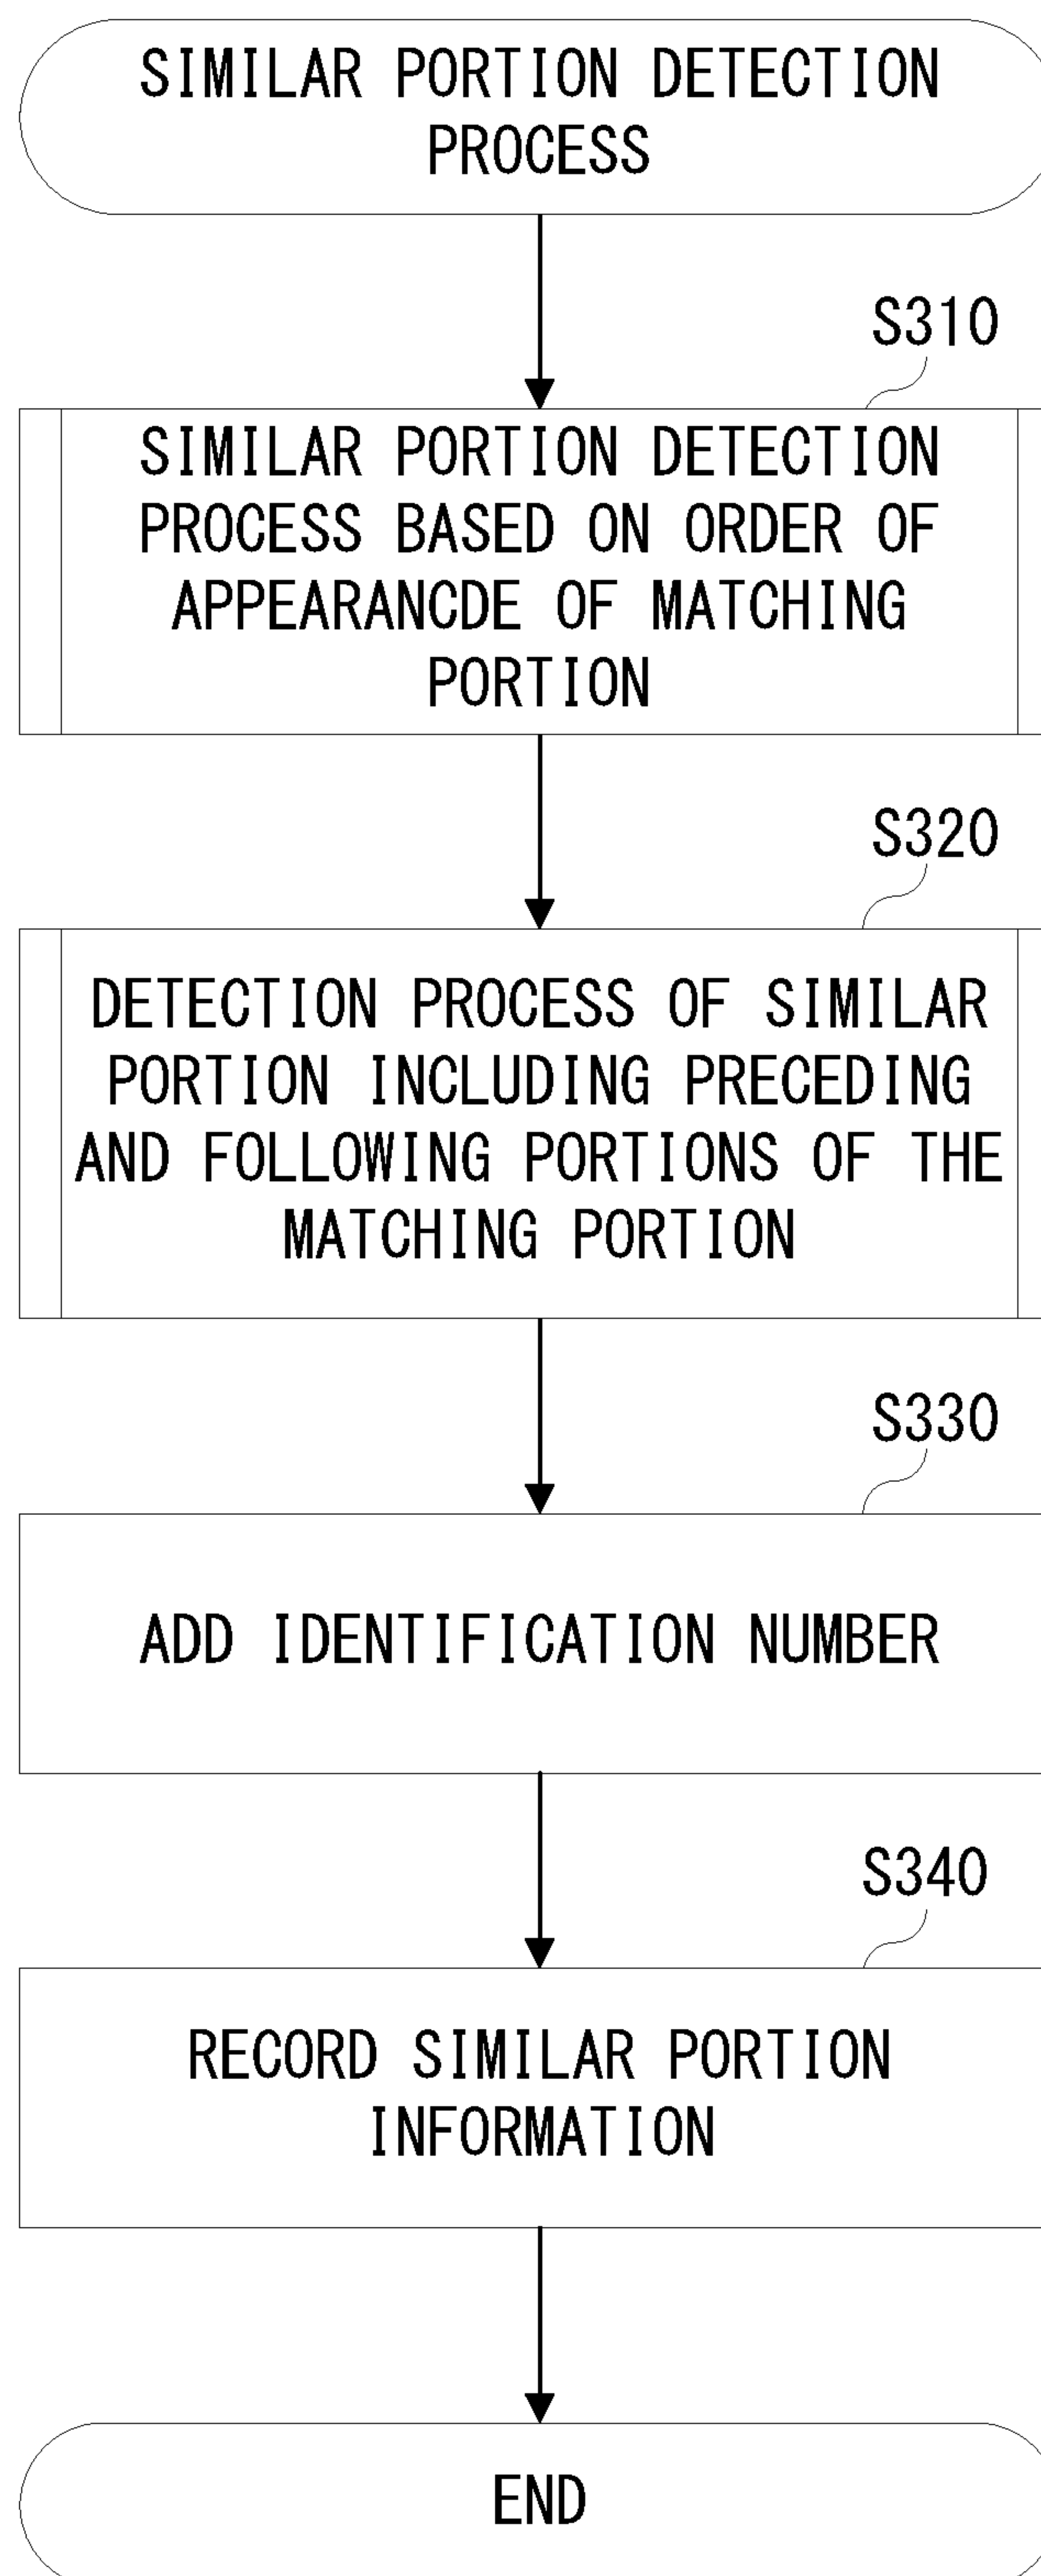 SIMILAR PORTION DETECTION
PROCESS
S310
SIMILAR PORTION DETECTION
PROCESS BASED ON ORDER OF
APPEARANCDE OF MATCHING
PORTION
S320
DETECTION PROCESS OF SIMILAR
PORTION INCLUDING PRECEDING
AND FOLLOWING PORTIONS OF THE
MATCHING PORTION
S330
ADD IDENTIFICATION NUMBER
S340
RECORD SIMILAR PORTION
INFORMATION
END